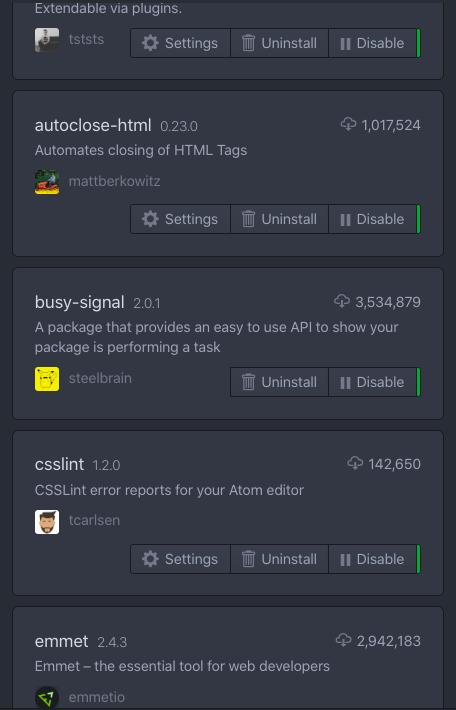 Extendable via plugins.
tststs
Settings
Uninstall
Disable
autoclose-html 0.23.0 1,017,524
Automates closing of HTML Tags
mattberkowitz
Settings
Uninstall
Disable
busy-signal 2.0.1 3,534,879
A package that provides an easy to use API to show your
package is performing a task
steelbrain
Uninstall
Disable
csslint 1.2.0 142,650
CSSLint error reports for your Atom editor
tcarlsen
Settings
Uninstall
Disable
emmet 2.4.3 2,942,183
Emmet – the essential tool for web developers
emmetio